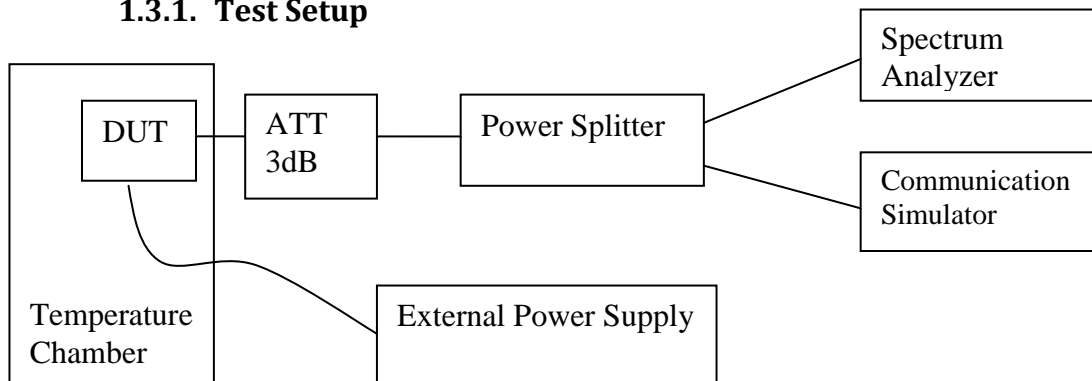 1.3.1. Test Setup
Spectrum
Analyzer
DUT
ATT
3dB
Power Splitter
Communication
Simulator
Temperature
Chamber
External Power Supply